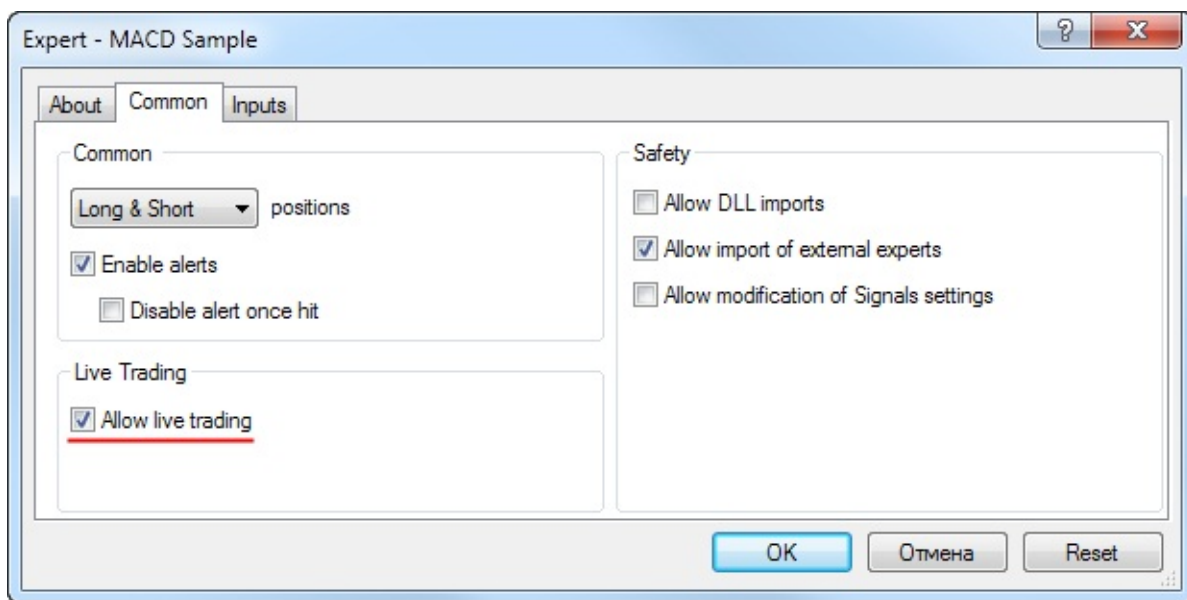 Expert - MACD Sample
About
Common
Inputs
Common
Long & Short
positions
Enable alerts
Disable alert once hit
Live Trading
Allow live trading
Safety
Allow DLL imports
Allow import of external experts
Allow modification of Signals settings
OK
Отмена
Reset